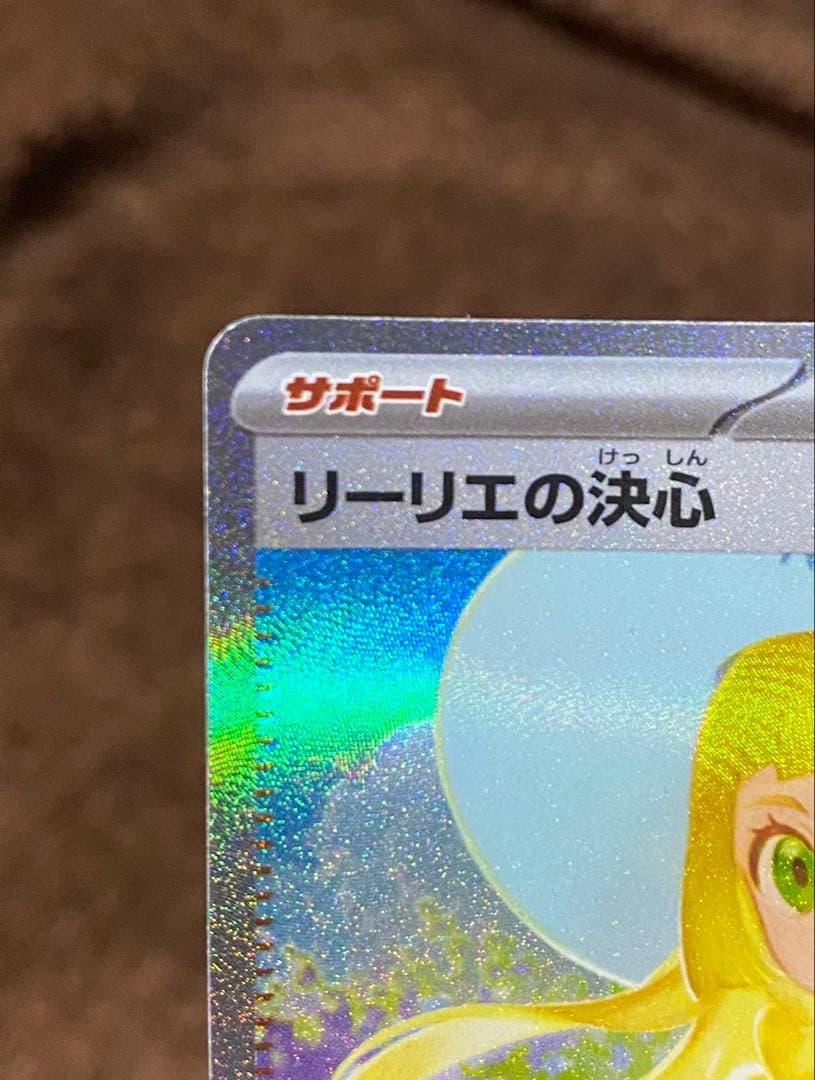 サポート
けっ しん
リーリエの決心